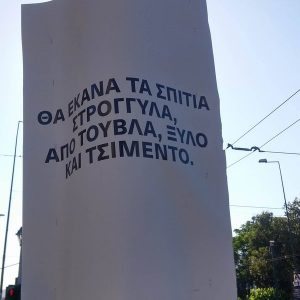 ΘΑ ΕΚΑΝΑ ΤΑ ΣΠΙΤΙΑ
ΣΤΡΟΓΓΥΛΑ,
ΑΠΟ ΤΟΥΒΛΑ, ΞΥΛΟ
ΚΑΙ ΤΣΙΜΕΝΤΟ.